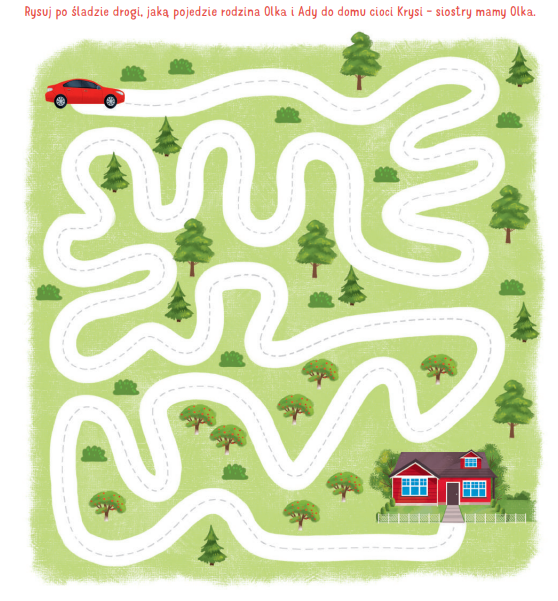 Rysuj po śladzie drogi, jaką pojedzie rodzina Olka i Ady do domu cioci Krysi – siostry mamy Olka.